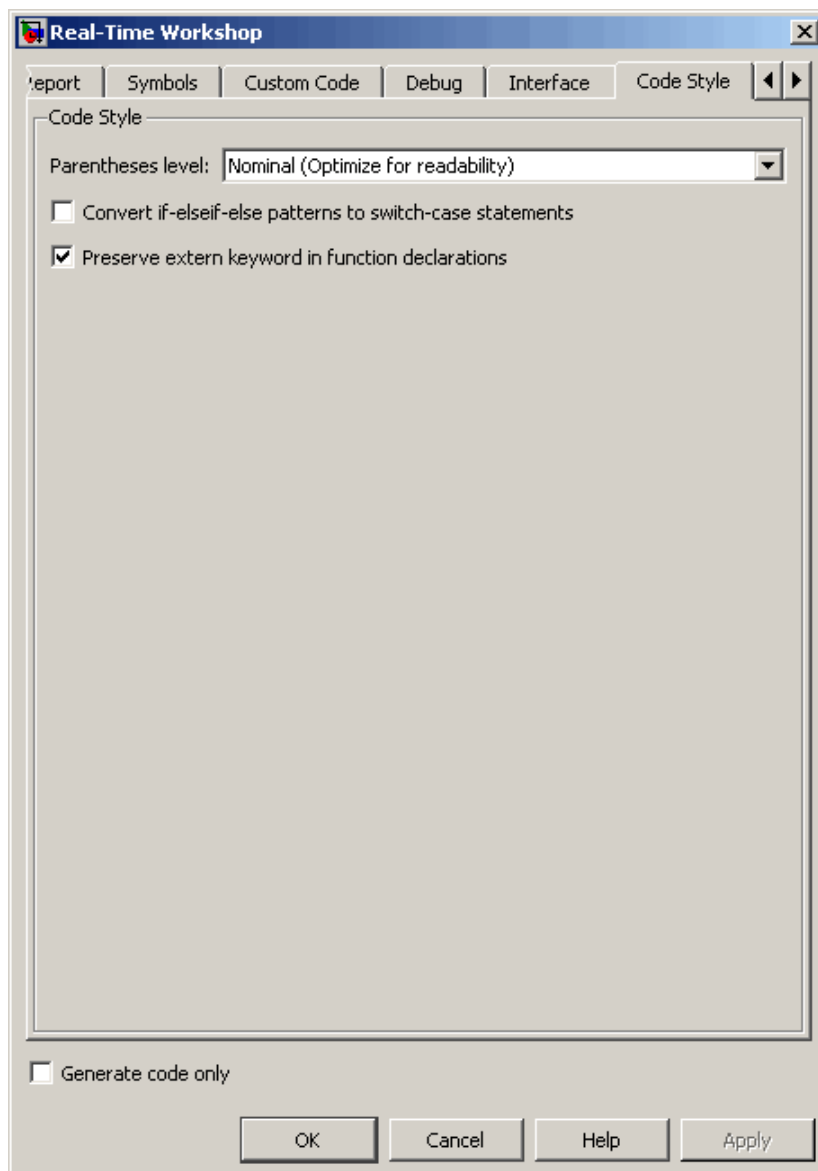 Real-Time Workshop
Report Symbols Custom Code Debug Interface Code Style
Code Style
Parentheses level: Nominal (Optimize for readability)
Convert if-elseif-else patterns to switch-case statements
Preserve extern keyword in function declarations
Generate code only
OK Cancel Help Apply